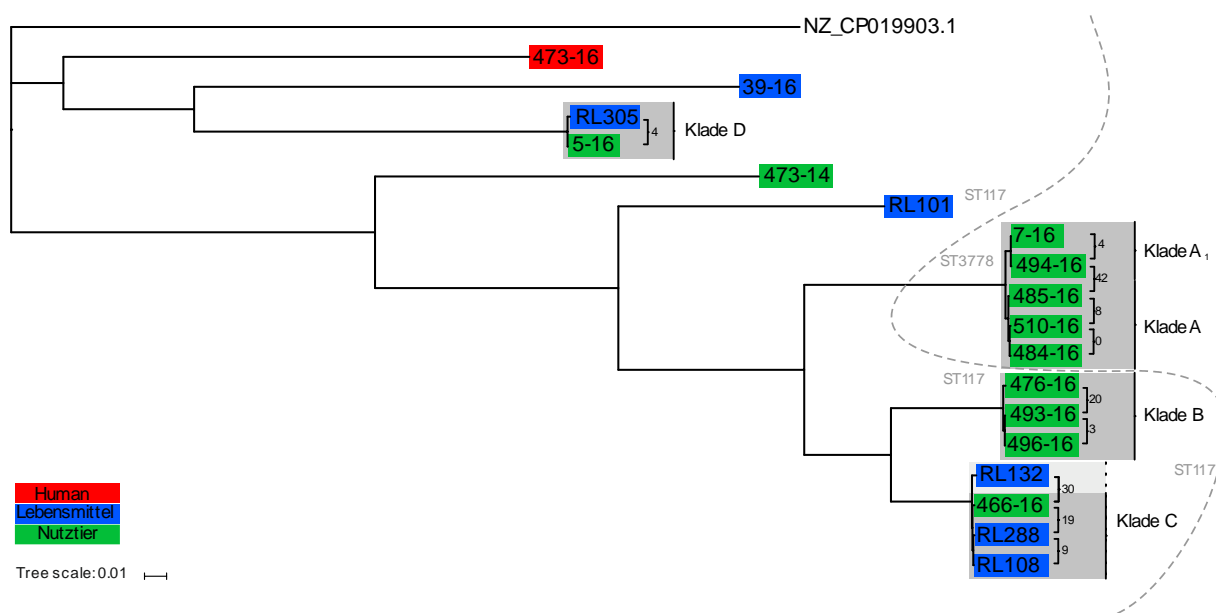 NZ_CP019903.1
473-16
39-16
RL305
4
Klade D
5-16
473-14
ST117
RL101
7-16
4
Klade A 1
ST3778
494-16
42
485-16
8
510-16
Klade A
0
484-16
ST117
476-16
20
493-16
Klade B
3
496-16
ST117
RL132
30
466-16
19
Klade C
RL288
9
RL108
Human
Lebensmittel
Nutztier
Tree scale: 0.01